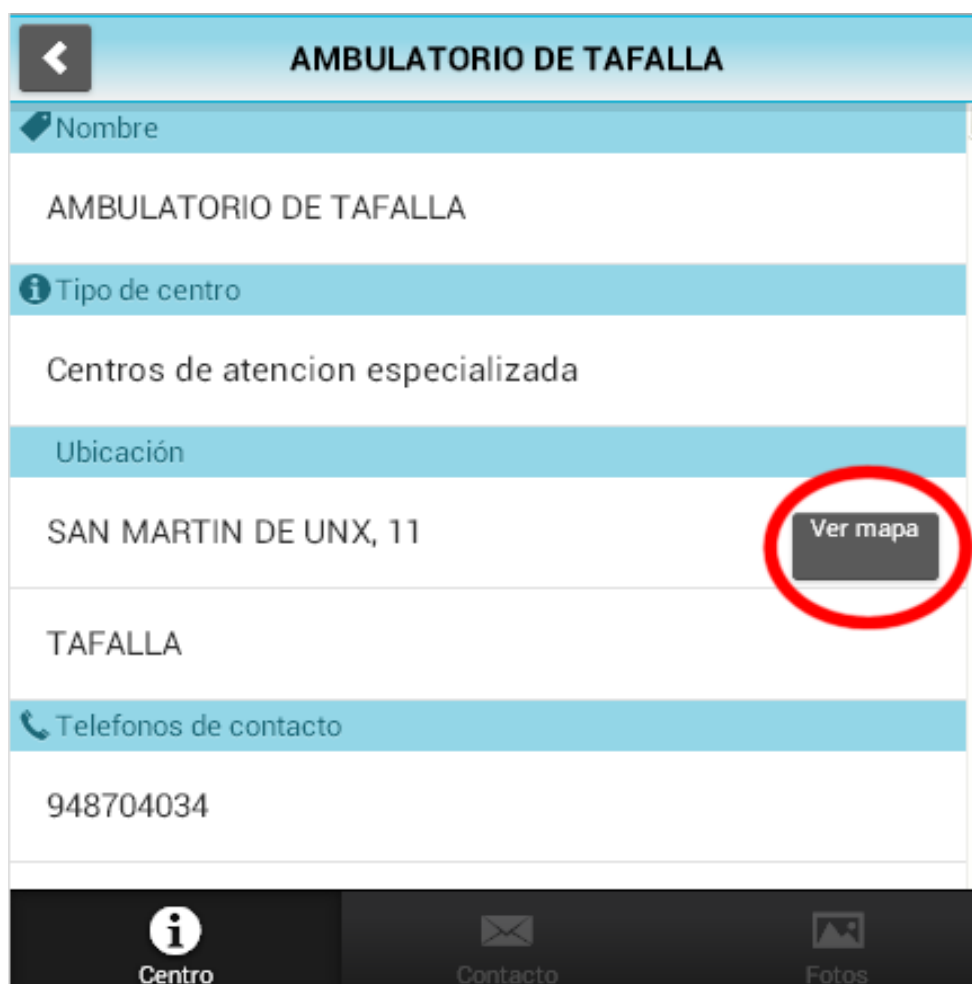 AMBULATORIO DE TAFALLA
Nombre
AMBULATORIO DE TAFALLA
Tipo de centro
Centros de atencion especializada
Ubicación
SAN MARTIN DE UNX, 11
Ver mapa
TAFALLA
Telefonos de contacto
948704034
Centro
Contacto
Fotos